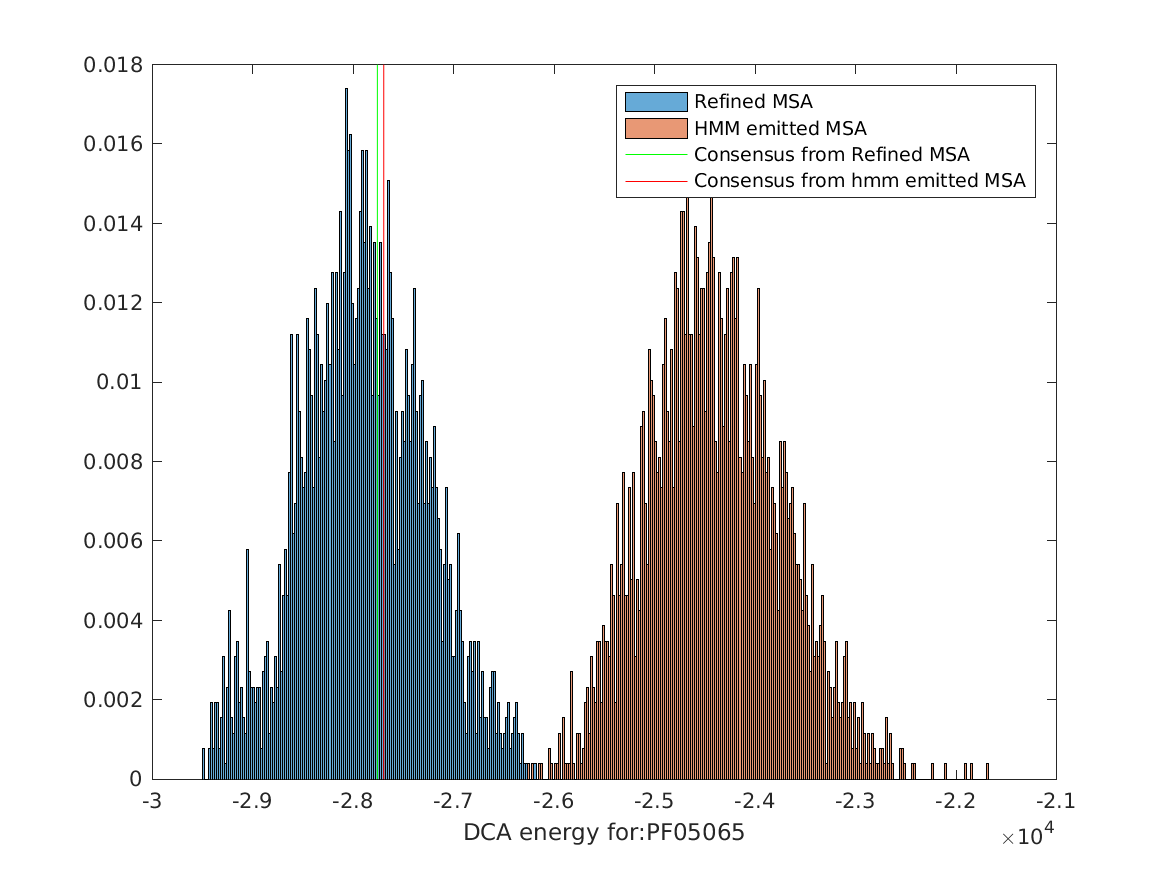 0.018
0.016
0.014
0.012
0.01
0.008
0.006
0.004
0.002
0
Refined MSA
HMM emitted MSA
Consensus from Refined MSA
Consensus from hmm emitted MSA
-3 -2.9 -2.8 -2.7 -2.6 -2.5 -2.4 -2.3 -2.2 -2.1
DCA energy for:PF05065
×10⁴